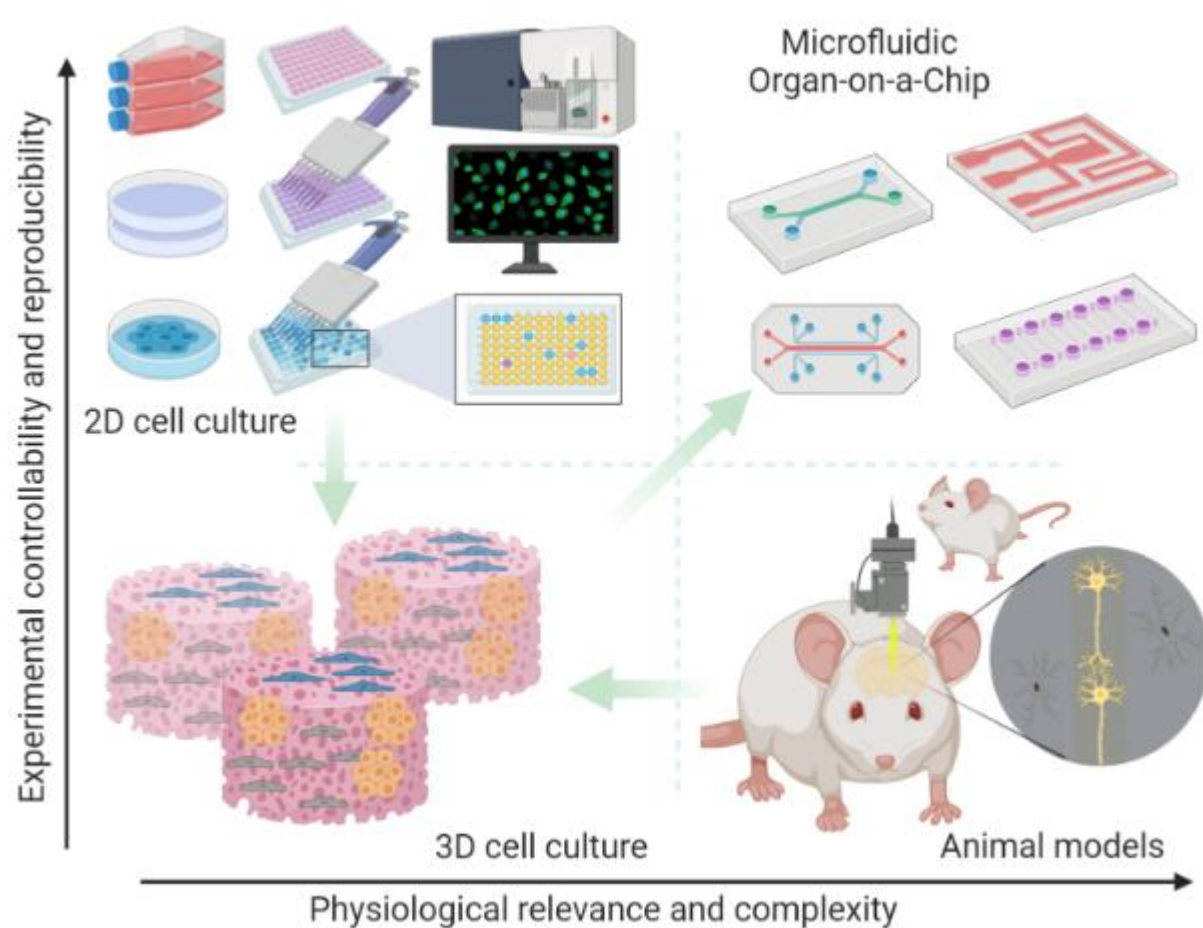 Microfluidic
Organ-on-a-Chip
Experimental controllability and reproducibility
2D cell culture
3D cell culture
Animal models
Physiological relevance and complexity